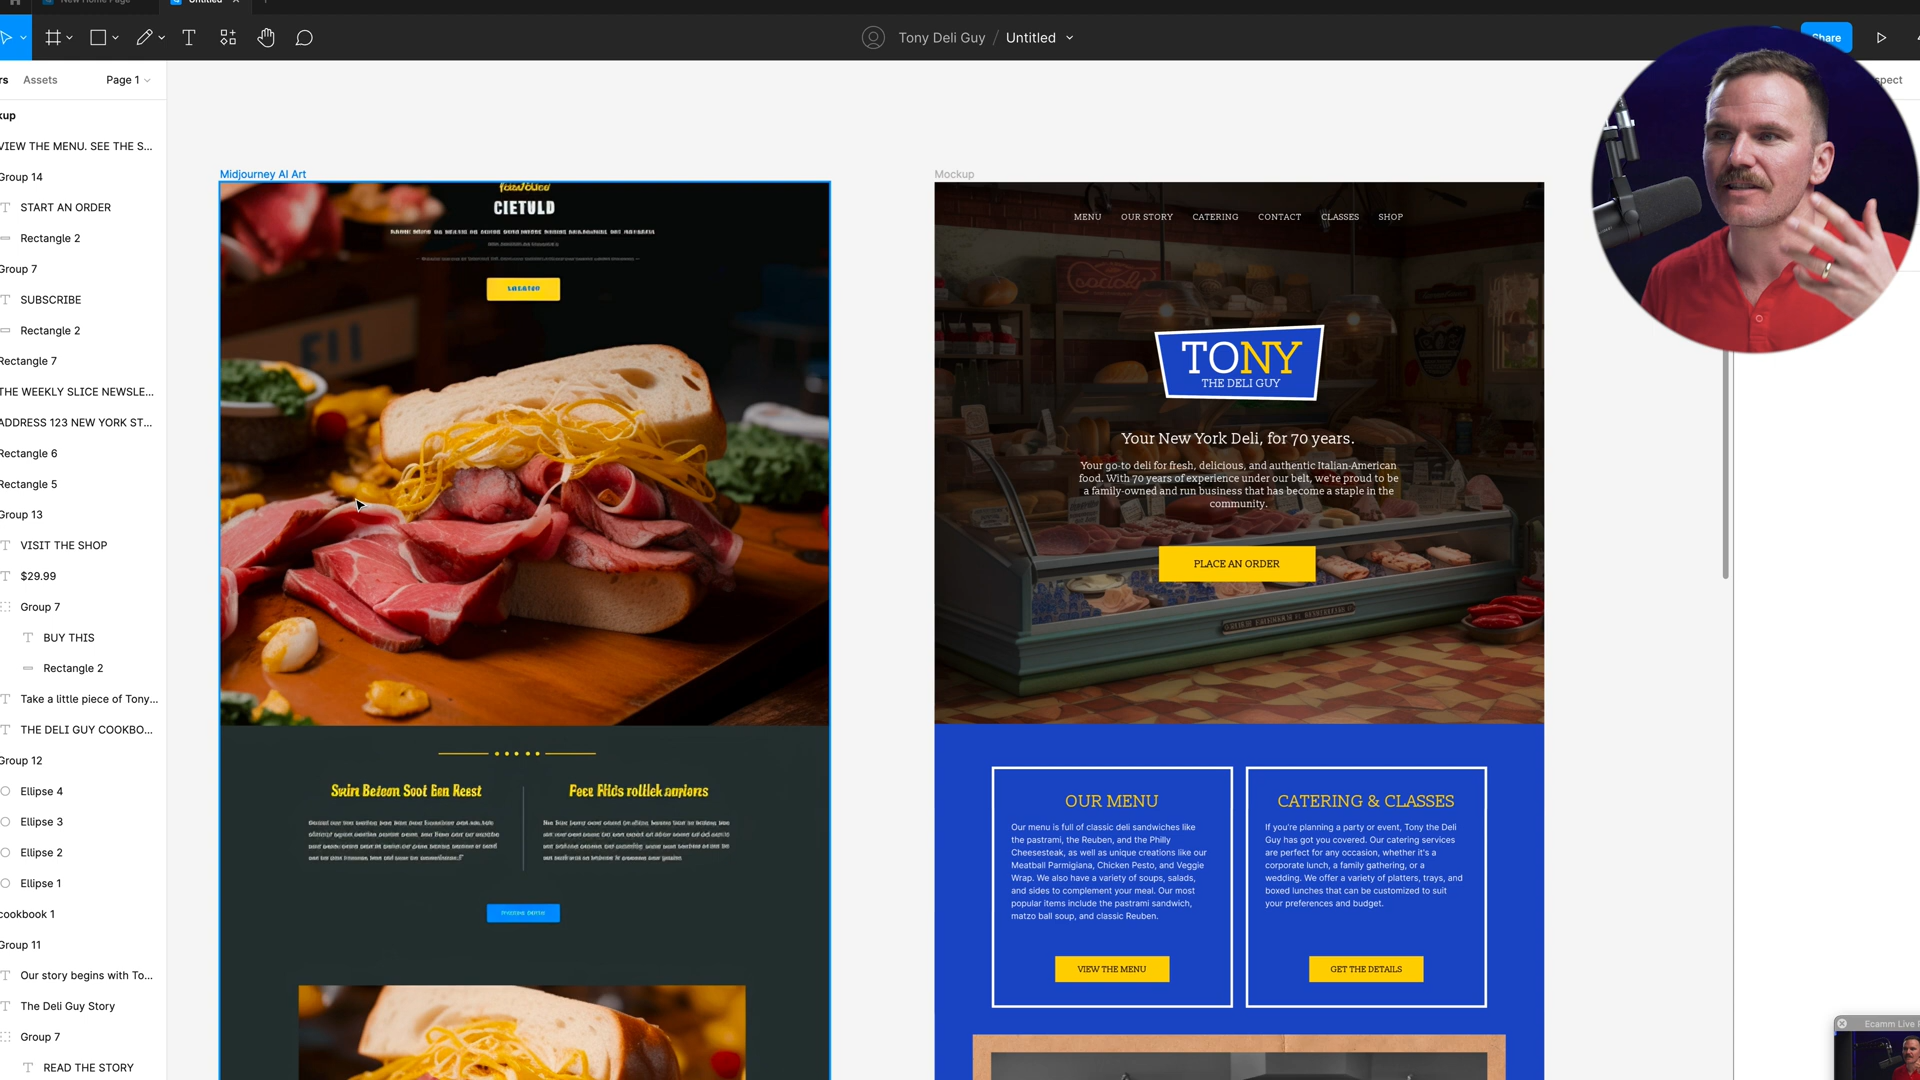 New Home Page
Untitled
Tony Deli Guy / Untitled
Share
Assets
Page 1
VIEW THE MENU. SEE THE S...
Group 14
START AN ORDER
Rectangle 2
Group 7
SUBSCRIBE
Rectangle 2
Rectangle 7
THE WEEKLY SLICE NEWSLE...
ADDRESS 123 NEW YORK ST...
Rectangle 6
Rectangle 5
Group 13
VISIT THE SHOP
$29.99
Group 7
BUY THIS
Rectangle 2
Take a little piece of Tony...
THE DELI GUY COOKBO...
Group 12
Ellipse 4
Ellipse 3
Ellipse 2
Ellipse 1
cookbook 1
Group 11
Our story begins with To...
The Deli Guy Story
Group 7
READ THE STORY
Midjourney AI Art
CIETULD
Mockup
MENU
OUR STORY
CATERING
CONTACT
CLASSES
SHOP
TONY
THE DELI GUY
Your New York Deli, for 70 years.
Your go-to deli for fresh, delicious, and authentic Italian-American
food. With 70 years of experience under our belt, we're proud to be
a family-owned and run business that has become a staple in the
community.
PLACE AN ORDER
OUR MENU
Our menu is full of classic deli sandwiches like
the pastrami, the Reuben, and the Philly
Cheesesteak, as well as unique creations like our
Meatball Parmigiana, Chicken Pesto, and Veggie
Wrap. We also have a variety of soups, salads,
and sides to complement your meal. Our most
popular items include the pastrami sandwich,
matzo ball soup, and classic Reuben.
VIEW THE MENU
CATERING & CLASSES
If you're planning a party or event, Tony the Deli
Guy has got you covered. Our catering services
are perfect for any occasion, whether it's a
corporate lunch, a family gathering, or a
wedding. We offer a variety of platters, trays, and
boxed lunches that can be customized to suit
your preferences and budget.
GET THE DETAILS
Ecamm Live